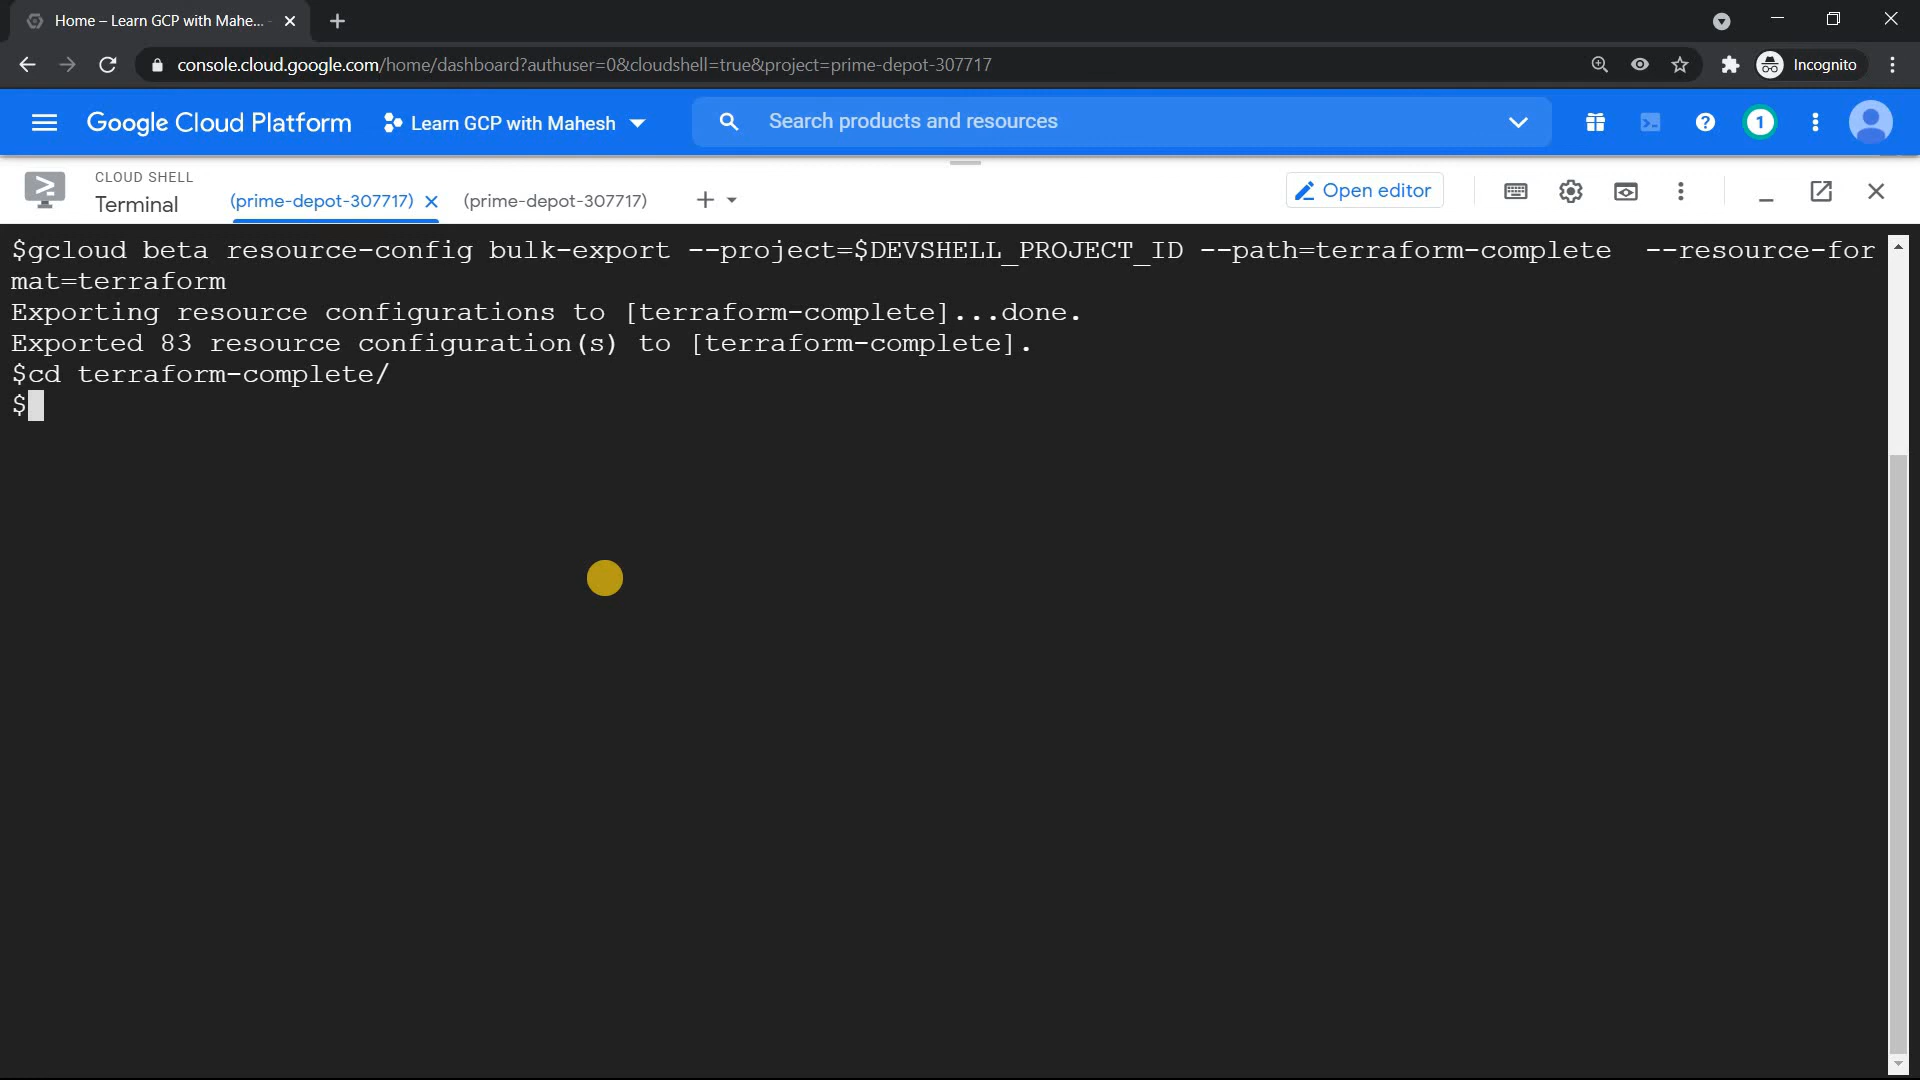 Home – Learn GCP with Mahe...
console.cloud.google.com/home/dashboard?authuser=0&cloudshell=true&project=prime-depot-307717
Incognito
Google Cloud Platform
Learn GCP with Mahesh
Search products and resources
1
CLOUD SHELL
Terminal
(prime-depot-307717)
(prime-depot-307717)
Open editor
$gcloud beta resource-config bulk-export --project=$DEVSHELL_PROJECT_ID --path=terraform-complete  --resource-for
mat=terraform
Exporting resource configurations to [terraform-complete]...done.
Exported 83 resource configuration(s) to [terraform-complete].
$cd terraform-complete/
$